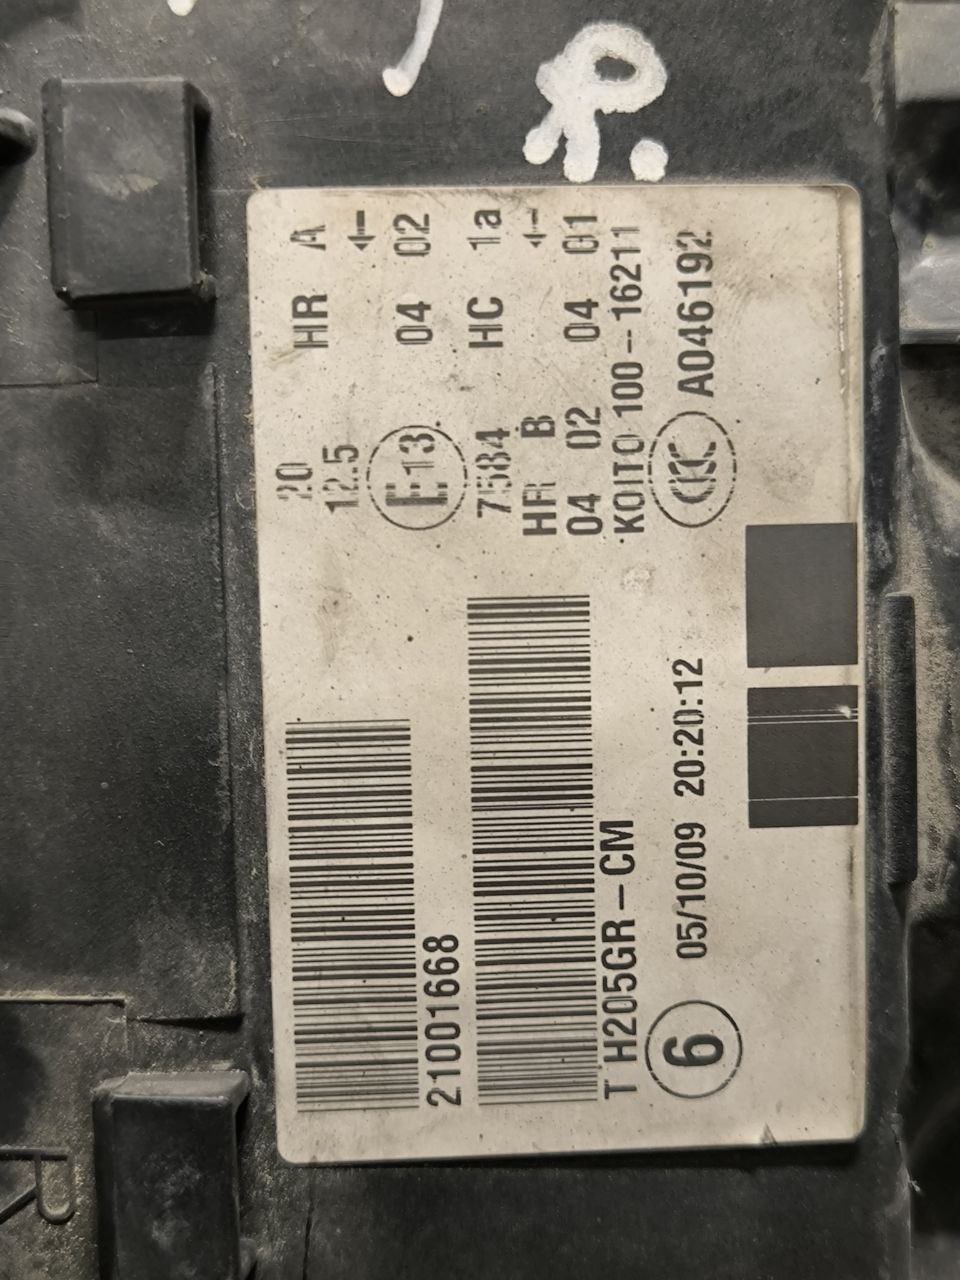 R.
20 HR A
12.5 ←
E13 04 02
7584 HC 1a
HR B ←
04 02 04 01
KOITO 100-16211
CCC A046192
21001668
T H205GR-CM
6 05/10/09 20:20:12
R